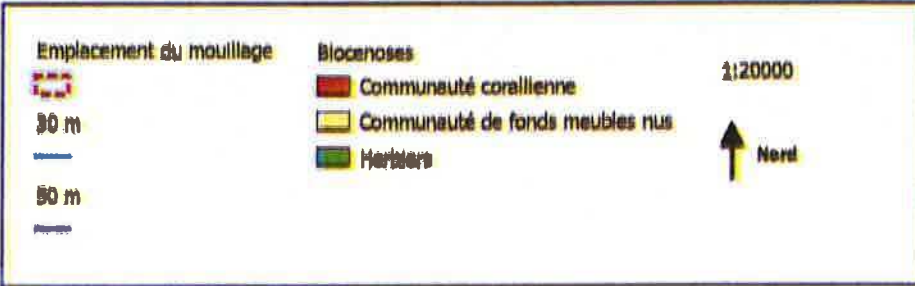 Emplacement du mouillage
30 m
50 m
Biocenoses
Communauté corallienne
Communauté de fonds meubles nus
Herbiers
1:20000
Nord